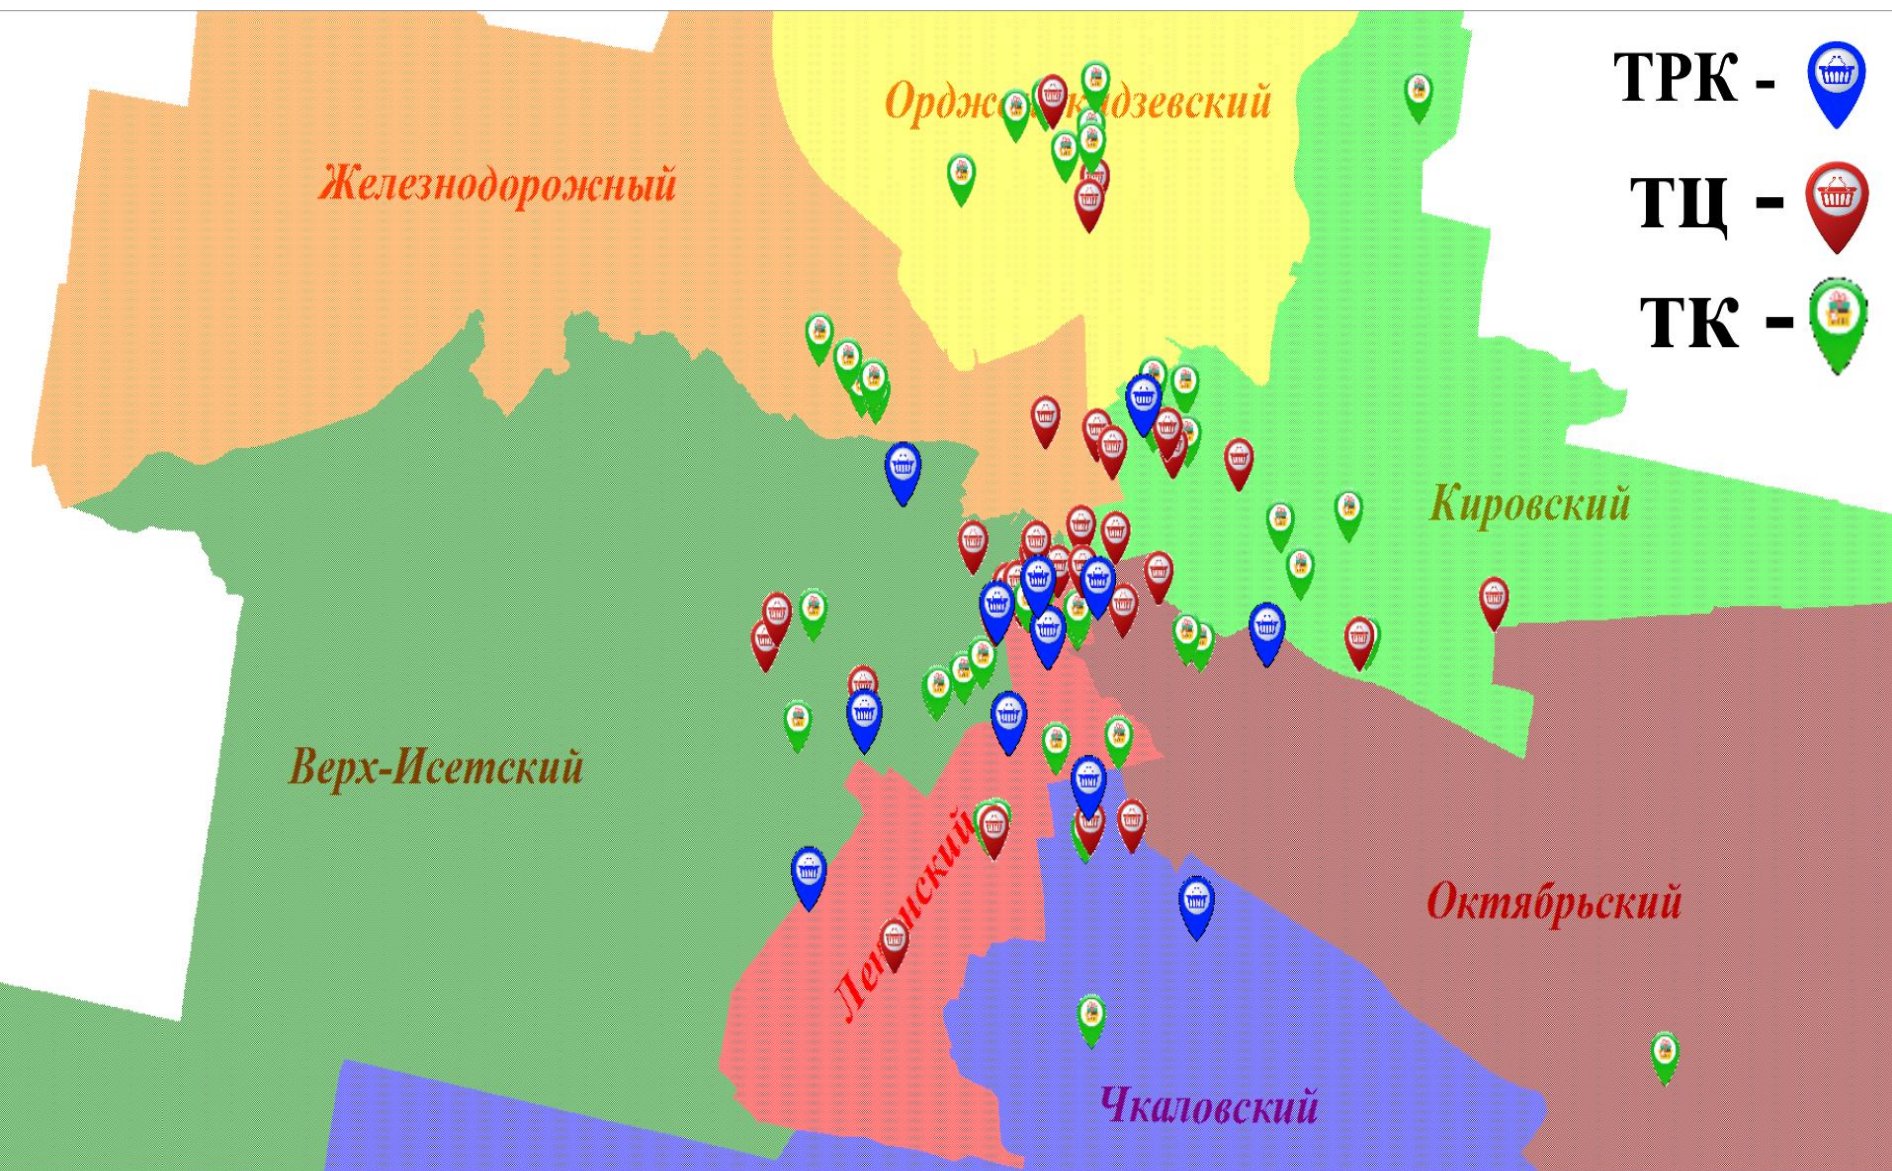 ТРК -
Орджоникидзевский
Железнодорожный
ТЦ -
ТК -
Кировский
Верх-Исетский
Ленинский
Октябрьский
Чкаловский